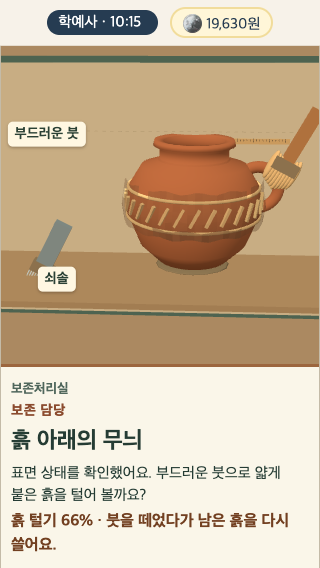 학예사 · 10:15
19,630원
부드러운 붓
쇠솔
보존처리실
보존 담당
흙 아래의 무늬
표면 상태를 확인했어요. 부드러운 붓으로 얇게
붙은 흙을 털어 볼까요?
흙 털기 66% · 붓을 떼었다가 남은 흙을 다시
쓸어요.